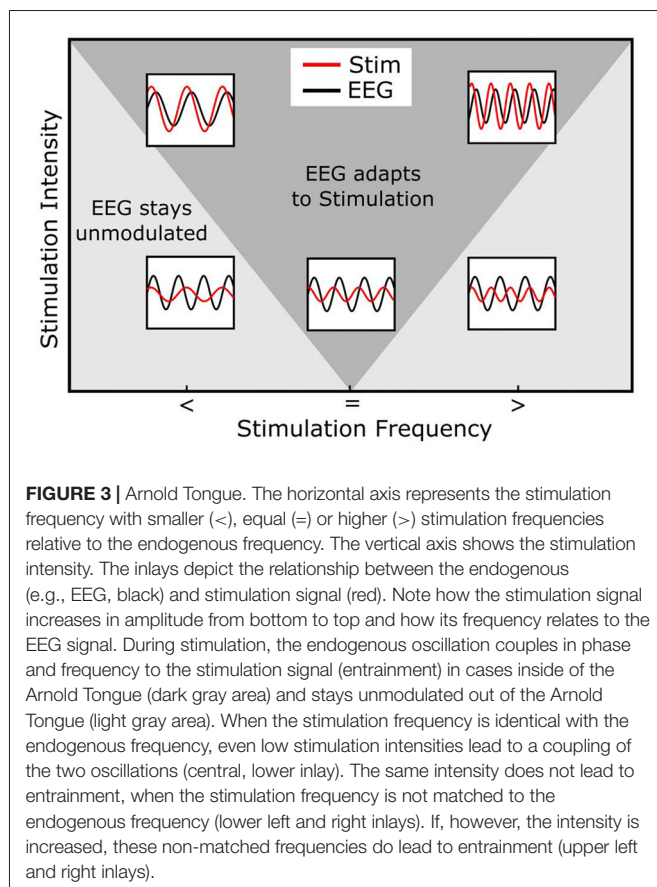 Stim
EEG
EEG adapts
to Stimulation
EEG stays
unmodulated
Stimulation Intensity
< = >
Stimulation Frequency
FIGURE 3 | Arnold Tongue. The horizontal axis represents the stimulation
frequency with smaller (<), equal (=) or higher (>) stimulation frequencies
relative to the endogenous frequency. The vertical axis shows the stimulation
intensity. The inlays depict the relationship between the endogenous
(e.g., EEG, black) and stimulation signal (red). Note how the stimulation signal
increases in amplitude from bottom to top and how its frequency relates to the
EEG signal. During stimulation, the endogenous oscillation couples in phase
and frequency to the stimulation signal (entrainment) in cases inside of the
Arnold Tongue (dark gray area) and stays unmodulated out of the Arnold
Tongue (light gray area). When the stimulation frequency is identical with the
endogenous frequency, even low stimulation intensities lead to a coupling of
the two oscillations (central, lower inlay). The same intensity does not lead to
entrainment, when the stimulation frequency is not matched to the
endogenous frequency (lower left and right inlays). If, however, the intensity is
increased, these non-matched frequencies do lead to entrainment (upper left
and right inlays).